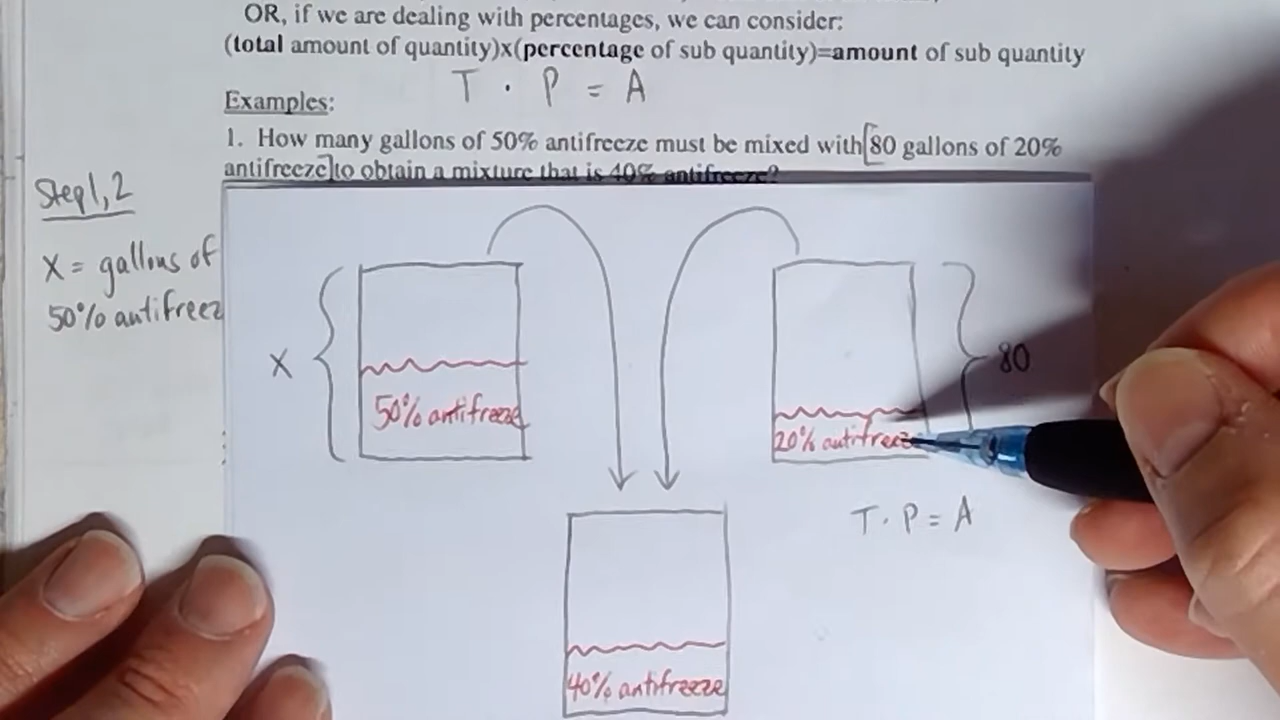 OR, if we are dealing with percentages, we can consider:
(total amount of quantity)x(percentage of sub quantity)=amount of sub quantity
T · P = A
Examples:
1. How many gallons of 50% antifreeze must be mixed with [80 gallons of 20%
antifreeze] to obtain a mixture that is 40% antifreeze?
Step 1,2
X = gallons of
50% antifreez
X
50% antifreeze
80
20% antifreeze
T · P = A
40% antifreeze